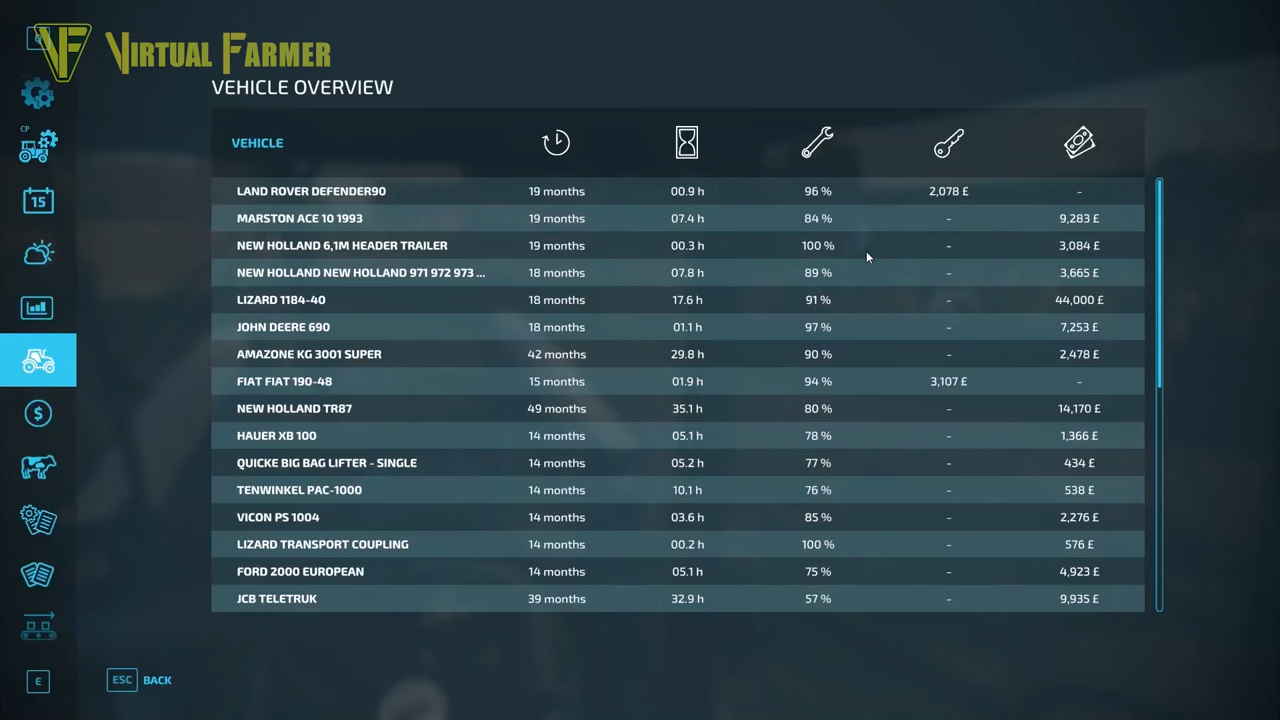 VF VIRTUAL FARMER
VEHICLE OVERVIEW
VEHICLE
LAND ROVER DEFENDER90 19 months 00.9 h 96 % 2,078 £ -
MARSTON ACE 10 1993 19 months 07.4 h 84 % - 9,283 £
NEW HOLLAND 6,1M HEADER TRAILER 19 months 00.3 h 100 % - 3,084 £
NEW HOLLAND NEW HOLLAND 971 972 973 ... 18 months 07.8 h 89 % - 3,665 £
LIZARD 1184-40 18 months 17.6 h 91 % - 44,000 £
JOHN DEERE 690 18 months 01.1 h 97 % - 7,253 £
AMAZONE KG 3001 SUPER 42 months 29.8 h 90 % - 2,478 £
FIAT FIAT 190-48 15 months 01.9 h 94 % 3,107 £ -
NEW HOLLAND TR87 49 months 35.1 h 80 % - 14,170 £
HAUER XB 100 14 months 05.1 h 78 % - 1,366 £
QUICKE BIG BAG LIFTER - SINGLE 14 months 05.2 h 77 % - 434 £
TENWINKEL PAC-1000 14 months 10.1 h 76 % - 538 £
VICON PS 1004 14 months 03.6 h 85 % - 2,276 £
LIZARD TRANSPORT COUPLING 14 months 00.2 h 100 % - 576 £
FORD 2000 EUROPEAN 14 months 05.1 h 75 % - 4,923 £
JCB TELETRUK 39 months 32.9 h 57 % - 9,935 £
CP
15
$
E
ESC BACK